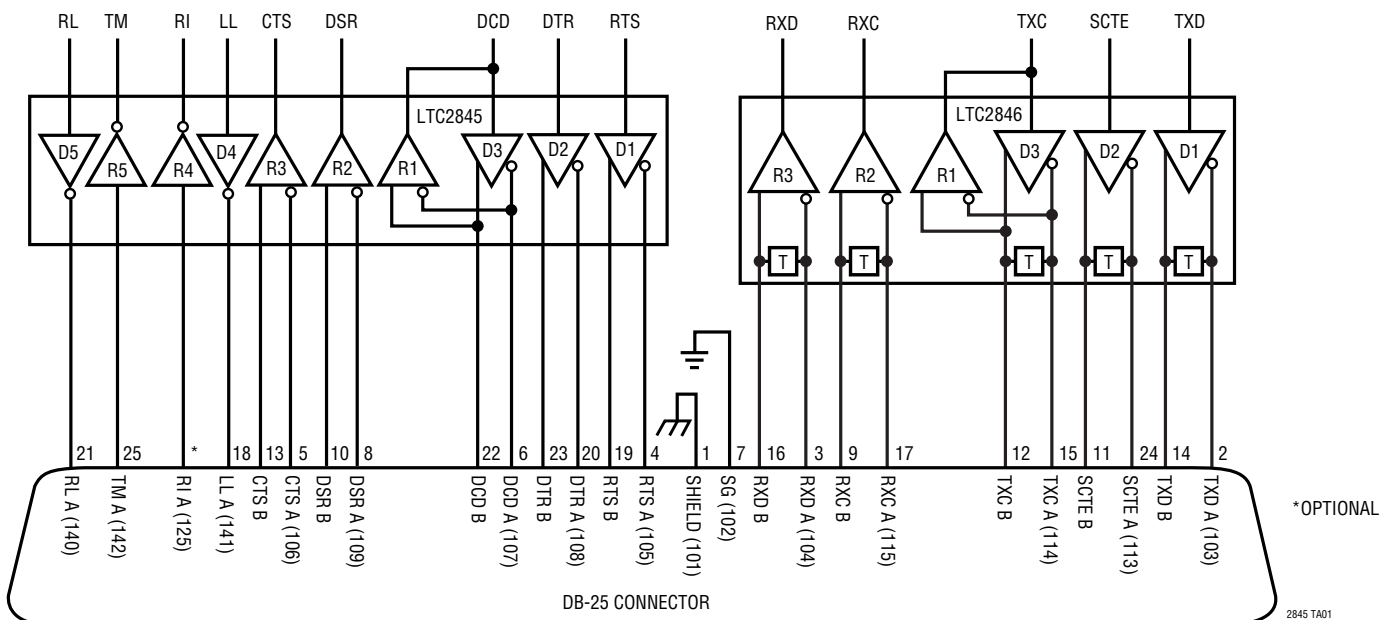 RL TM RI LL CTS DSR DCD DTR RTS RXD RXC TXC SCTE TXD
LTC2845 LTC2846
D5 R5 R4 D4 R3 R2 R1 D3 D2 D1 R3 R2 R1 D3 D2 D1
T T T T T
21 25 * 18 13 5 10 8 22 6 23 20 19 4 1 7 16 3 9 17 12 15 11 24 14 2
RL A (140)
TM A (142)
RI A (125)
LL A (141)
CTS B
CTS A (106)
DSR B
DSR A (109)
DCD B
DCD A (107)
DTR B
DTR A (108)
RTS B
RTS A (105)
SHIELD (101)
SG (102)
RXD B
RXD A (104)
RXC B
RXC A (115)
TXC B
TXC A (114)
SCTE B
SCTE A (113)
TXD B
TXD A (103)
*OPTIONAL
DB-25 CONNECTOR
2845 TA01